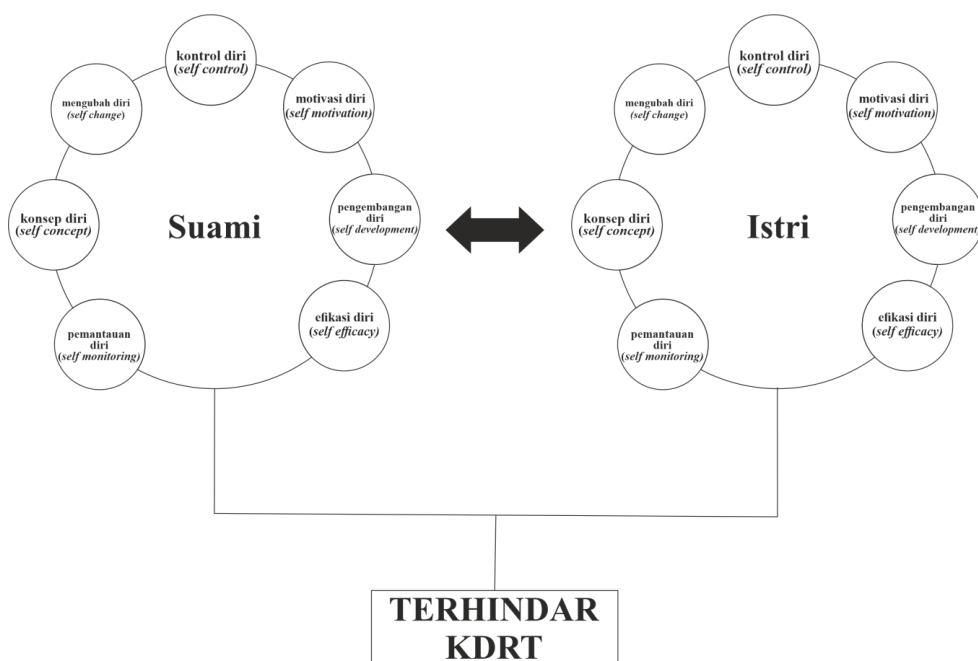 kontrol diri
(self control)
motivasi diri
(self motivation)
mengubah diri
(self change)
pengembangan
diri
(self development)
konsep diri
(self concept)
Suami
efikasi diri
(self efficacy)
pemantauan
diri
(self monitoring)
kontrol diri
(self control)
motivasi diri
(self motivation)
mengubah diri
(self change)
pengembangan
diri
(self development)
konsep diri
(self concept)
Istri
efikasi diri
(self efficacy)
pemantauan
diri
(self monitoring)
TERHINDAR
KDRT